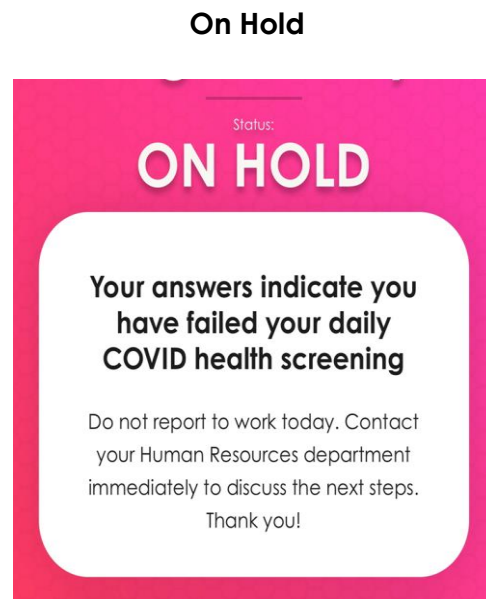 On Hold
Status:
ON HOLD
Your answers indicate you
have failed your daily
COVID health screening
Do not report to work today. Contact
your Human Resources department
immediately to discuss the next steps.
Thank you!